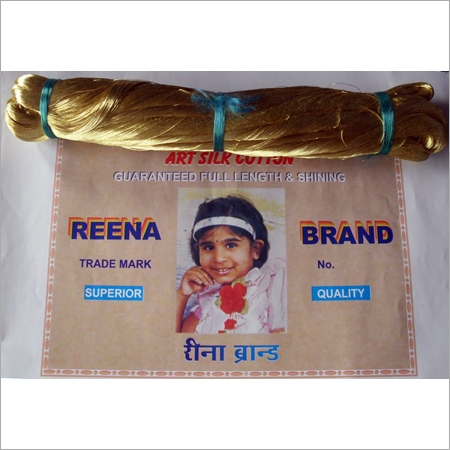 ART SILK COTTON
GUARANTEED FULL LENGTH & SHINING
REENA BRAND
TRADE MARK No.
SUPERIOR QUALITY
रीना ब्रान्ड